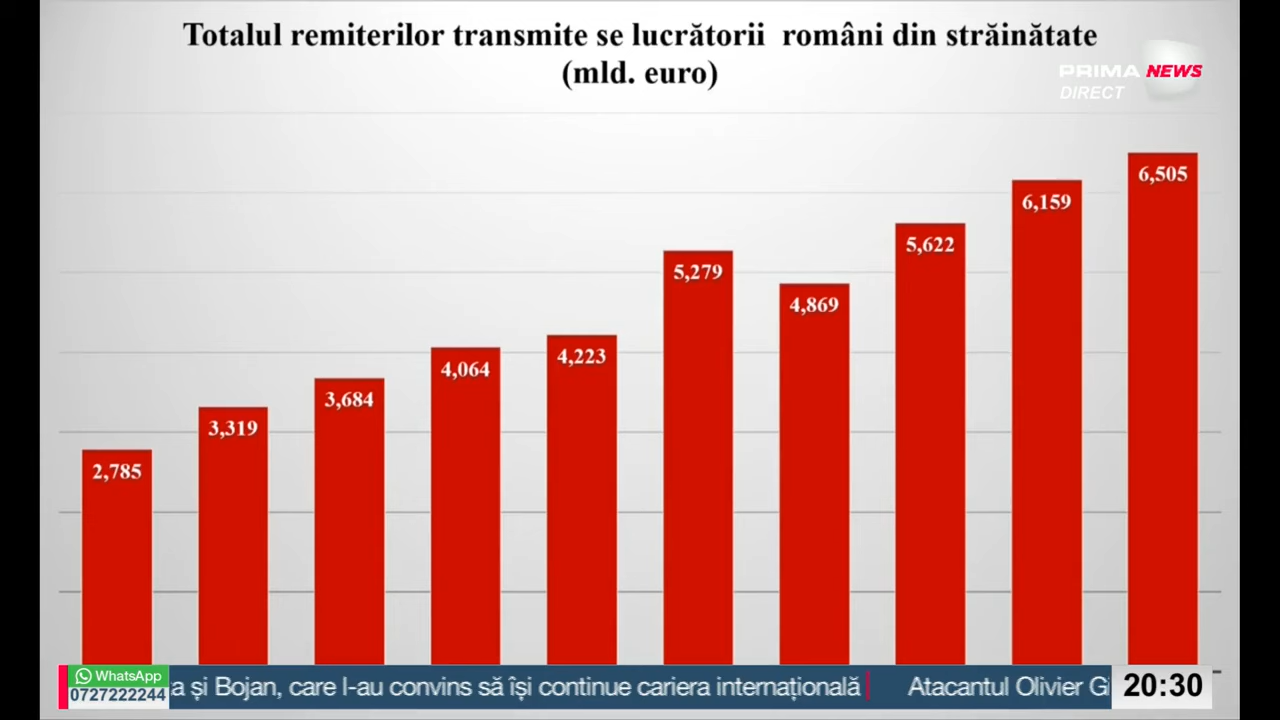 Totalul remiterilor transmite se lucrătorii români din străinătate
(mld. euro)
PRIMA NEWS
DIRECT
6,505
6,159
5,622
5,279
4,869
4,223
4,064
3,684
3,319
2,785
WhatsApp
0727222244
și Bojan, care l-au convins să își continue cariera internațională
Atacantul Olivier
20:30